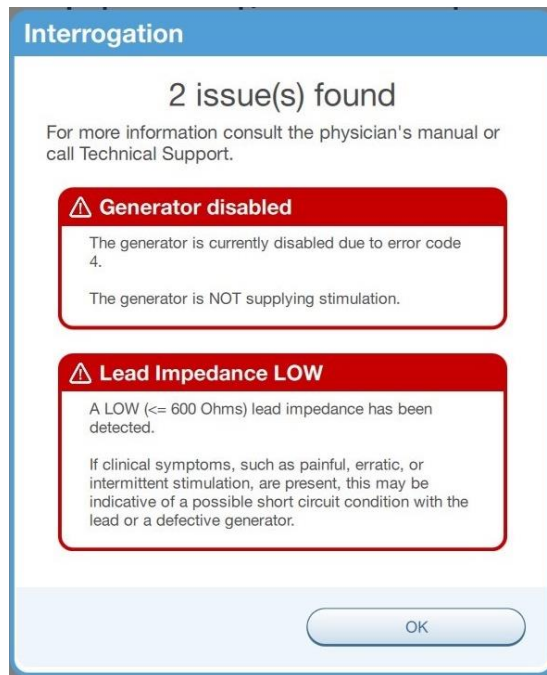 Interrogation
2 issue(s) found
For more information consult the physician's manual or
call Technical Support.
Generator disabled
The generator is currently disabled due to error code
4.
The generator is NOT supplying stimulation.
Lead Impedance LOW
A LOW (<= 600 Ohms) lead impedance has been
detected.
If clinical symptoms, such as painful, erratic, or
intermittent stimulation, are present, this may be
indicative of a possible short circuit condition with the
lead or a defective generator.
OK